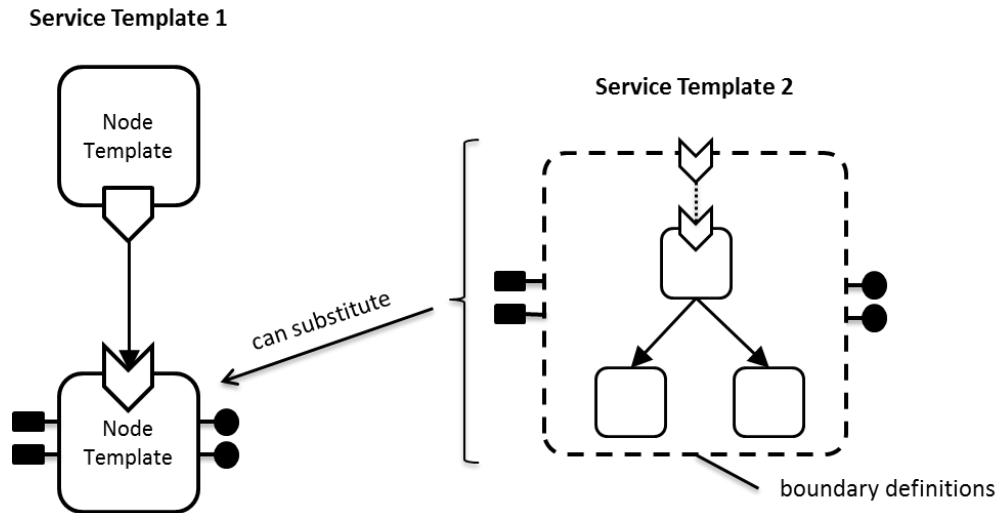 Service Template 1
Node
Template
Service Template 2
can substitute
Node
Template
boundary definitions